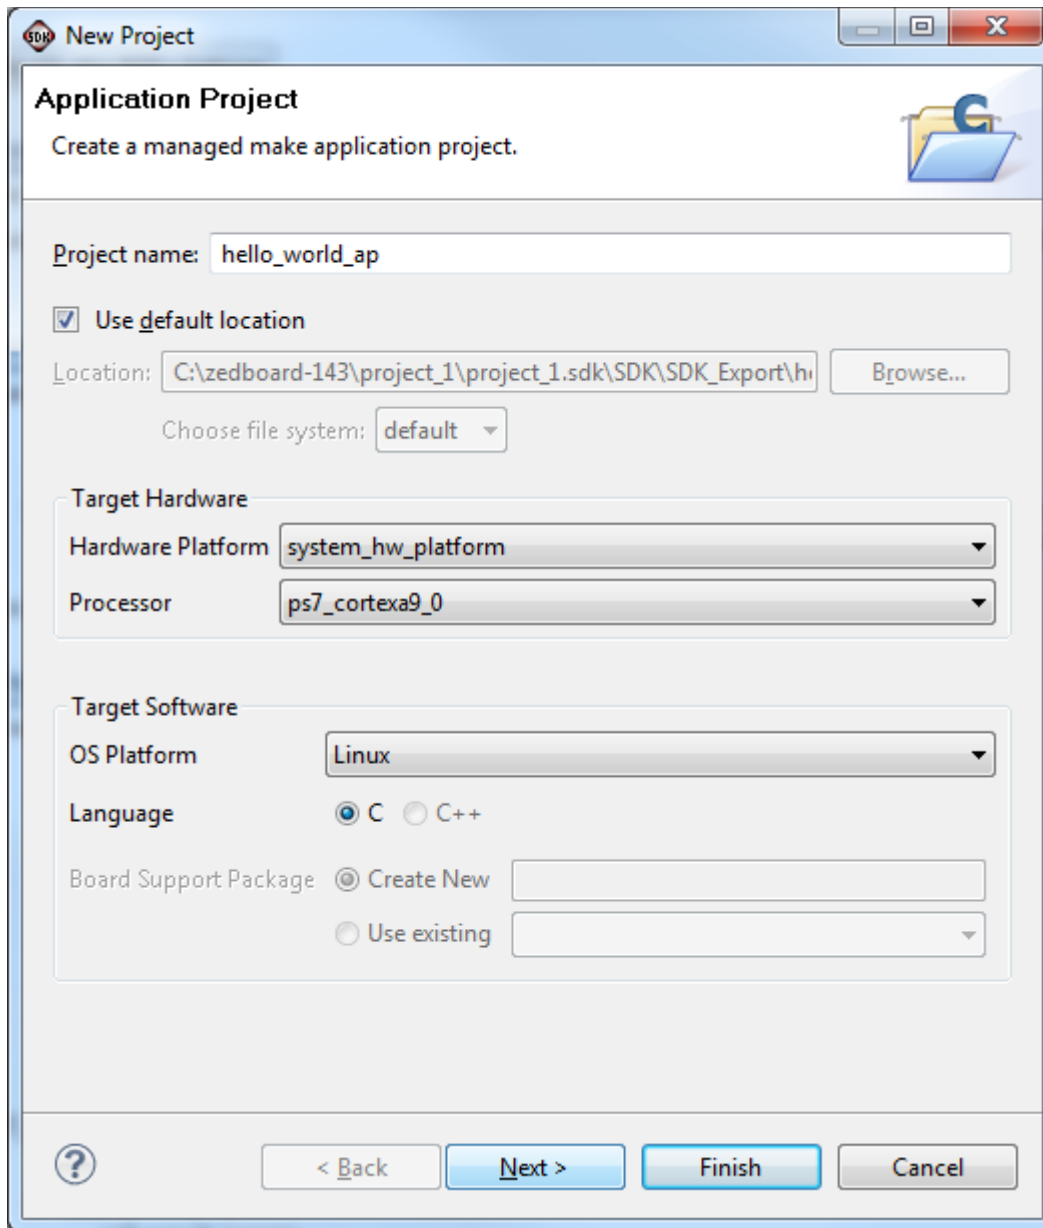 SDK New Project
Application Project
Create a managed make application project.
C
Project name: hello_world_ap
Use default location
Location: C:\zedboard-143\project_1\project_1.sdk\SDK\SDK_Export\h
Browse...
Choose file system: default
Target Hardware
Hardware Platform system_hw_platform
Processor ps7_cortexa9_0
Target Software
OS Platform Linux
Language C C++
Board Support Package Create New
Use existing
? < Back Next > Finish Cancel